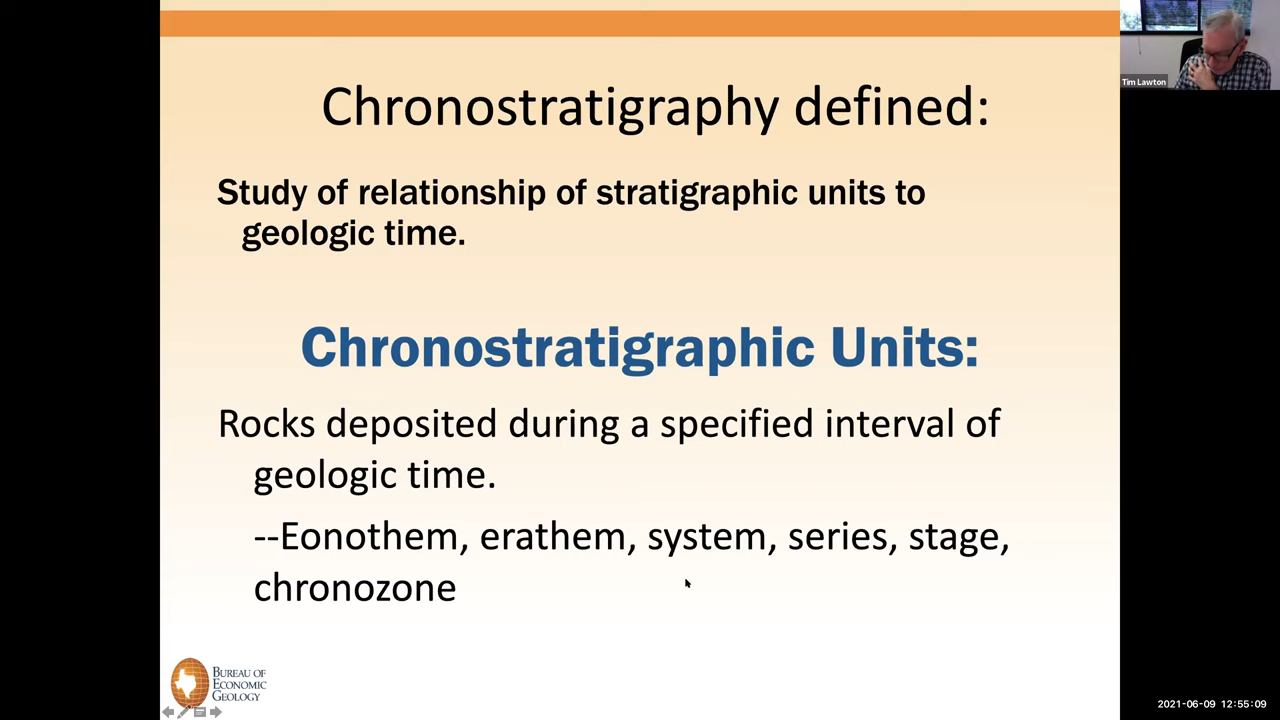 Chronostratigraphy defined:
Study of relationship of stratigraphic units to
geologic time.
Chronostratigraphic Units:
Rocks deposited during a specified interval of
geologic time.
--Eonothem, erathem, system, series, stage,
chronozone
BUREAU OF
ECONOMIC
GEOLOGY
Tim Lawton
2021-06-09 12:55:09